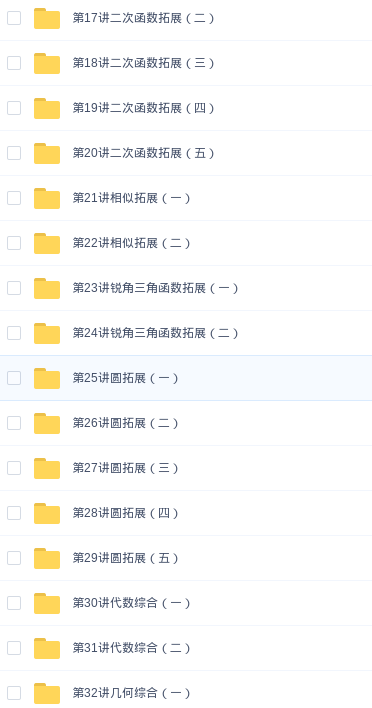 第17讲二次函数拓展（二）
第18讲二次函数拓展（三）
第19讲二次函数拓展（四）
第20讲二次函数拓展（五）
第21讲相似拓展（一）
第22讲相似拓展（二）
第23讲锐角三角函数拓展（一）
第24讲锐角三角函数拓展（二）
第25讲圆拓展（一）
第26讲圆拓展（二）
第27讲圆拓展（三）
第28讲圆拓展（四）
第29讲圆拓展（五）
第30讲代数综合（一）
第31讲代数综合（二）
第32讲几何综合（一）